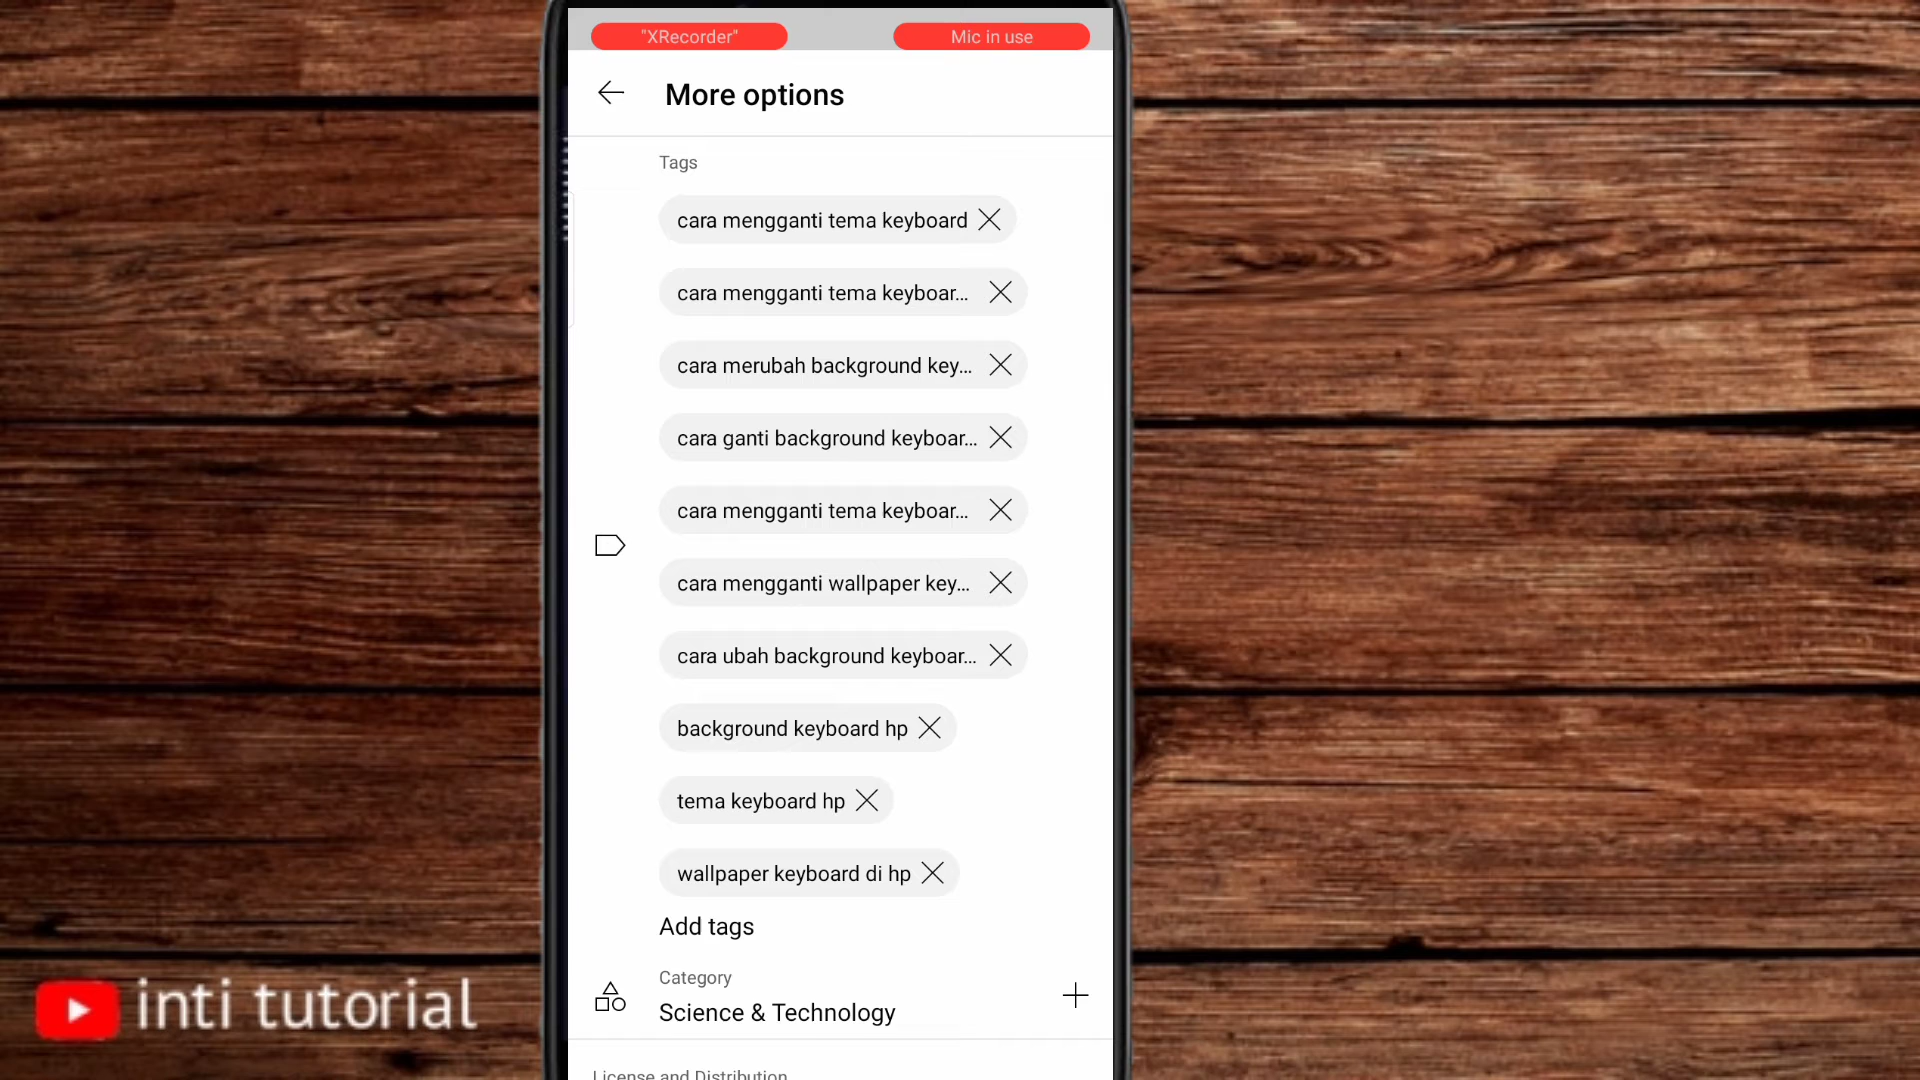 "XRecorder"
Mic in use
More options
Tags
cara mengganti tema keyboard
cara mengganti tema keyboar...
cara merubah background key...
cara ganti background keyboar...
cara mengganti tema keyboar...
cara mengganti wallpaper key...
cara ubah background keyboar...
background keyboard hp
tema keyboard hp
wallpaper keyboard di hp
Add tags
Category
Science & Technology
License and Distribution
inti tutorial